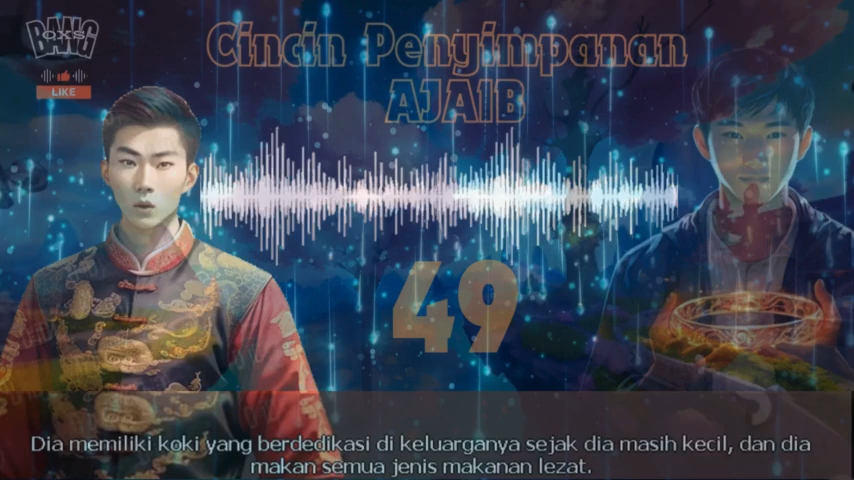 BANG
OXS
LIKE
Cincin Penyimpanan
AJAIB
49
Dia memiliki koki yang berdedikasi di keluarganya sejak dia masih kecil, dan dia
makan semua jenis makanan lezat.